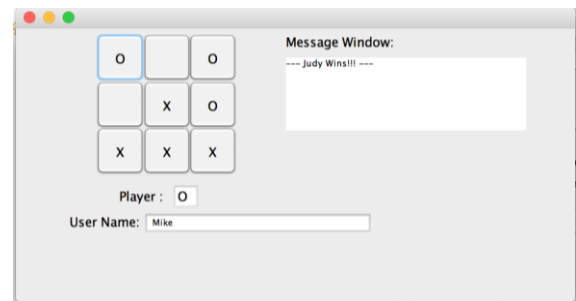 O O
X O
X X X
Player : O
User Name: Mike
Message Window:
--- Judy Wins!!! ---